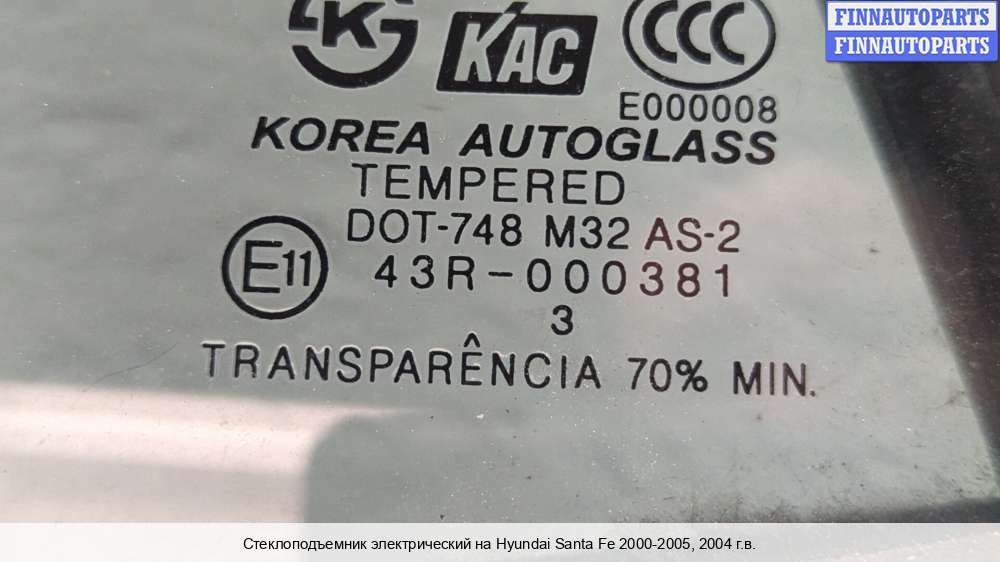 FINNAUTOPARTS
FINNAUTOPARTS
KAC
CCC
E000008
KOREA AUTOGLASS
TEMPERED
DOT-748 M32 AS-2
E11
43R-000381
3
TRANSPARÊNCIA 70% MIN.
Стеклоподъемник электрический на Hyundai Santa Fe 2000-2005, 2004 г.в.